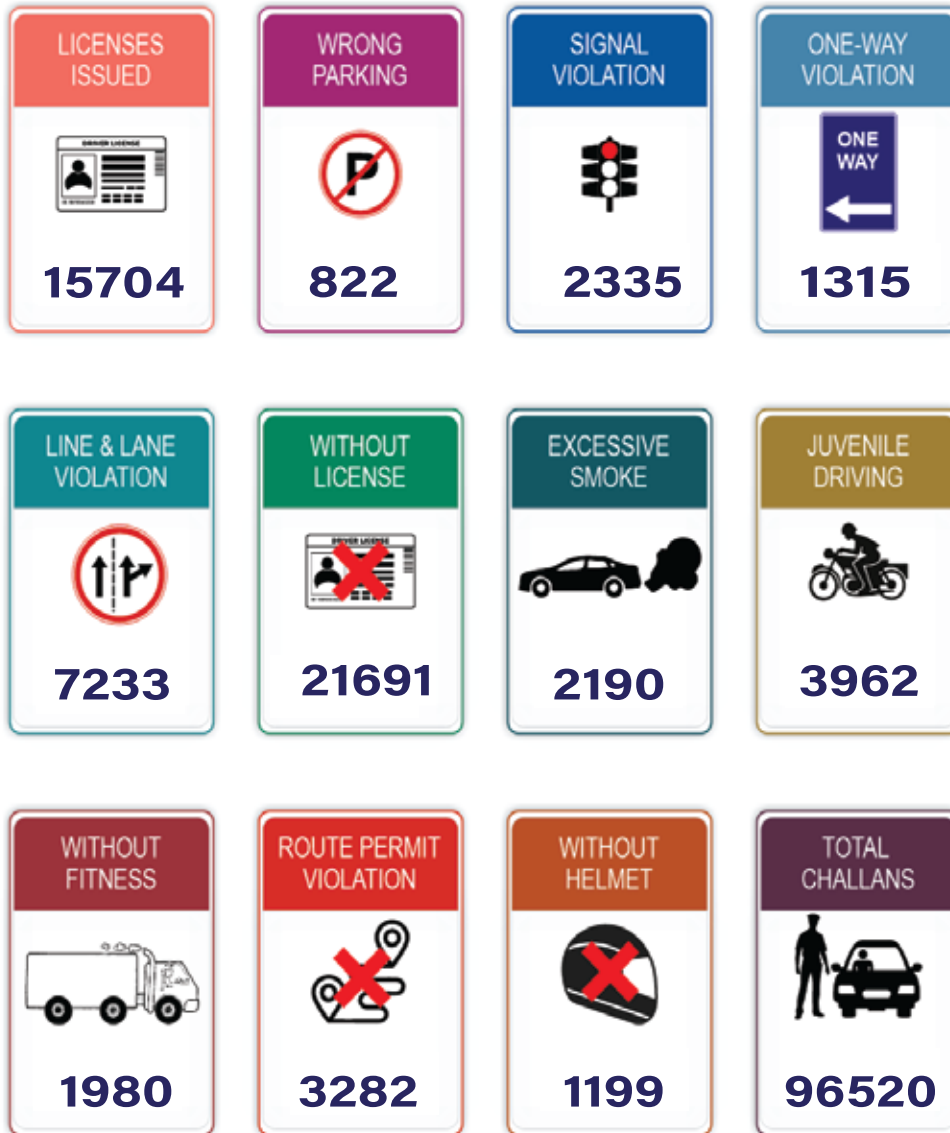 LICENSES
ISSUED
DRIVER LICENSE
15704
WRONG
PARKING
P
822
SIGNAL
VIOLATION
2335
ONE-WAY
VIOLATION
ONE
WAY
1315
LINE & LANE
VIOLATION
7233
WITHOUT
LICENSE
DRIVER LICENSE
21691
EXCESSIVE
SMOKE
2190
JUVENILE
DRIVING
3962
WITHOUT
FITNESS
1980
ROUTE PERMIT
VIOLATION
3282
WITHOUT
HELMET
1199
TOTAL
CHALLANS
96520